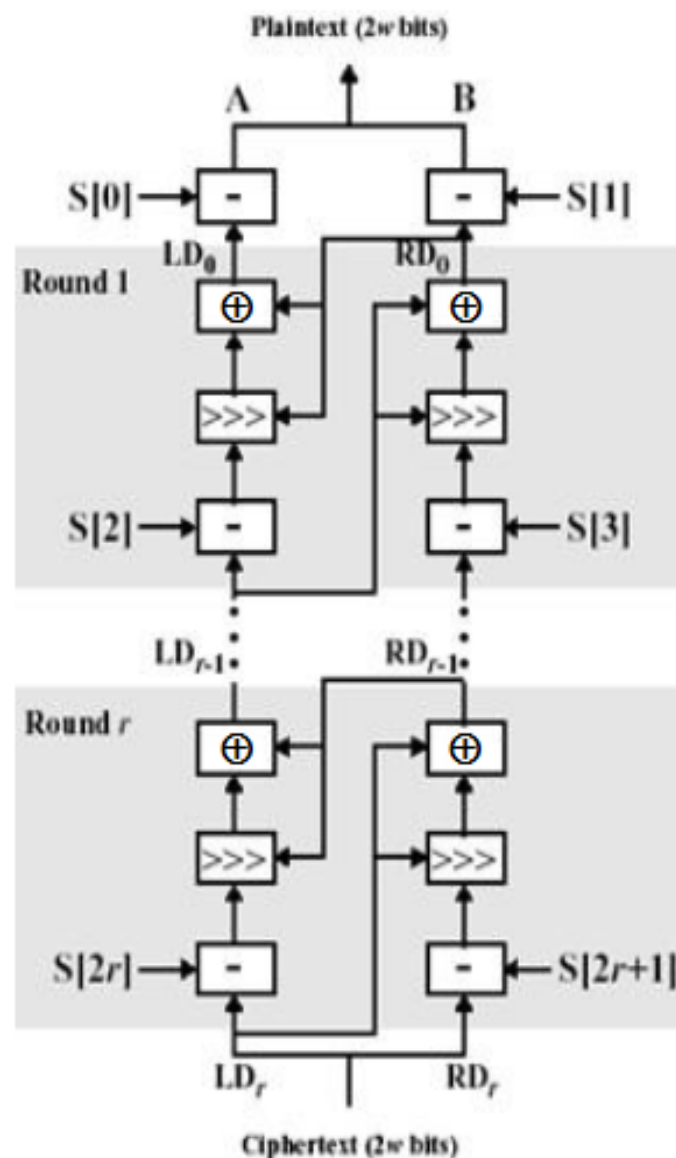 Plaintext (2w bits)
A B
S[0] - - S[1]
LD₀ RD₀
Round 1
⊕ ⊕
>>> >>>
S[2] - - S[3]
LDᵣ₋₁ RDᵣ₋₁
Round r
⊕ ⊕
>>> >>>
S[2r] - - S[2r+1]
LDᵣ RDᵣ
Ciphertext (2w bits)